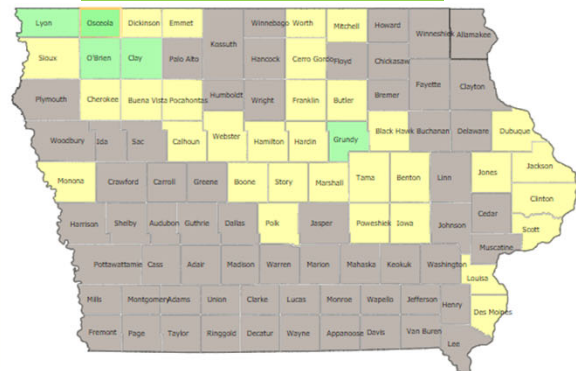 Lyon Osceola Dickinson Emmet Winnebago Worth Mitchell Howard Winneshiek Allamakee
Kossuth
Sioux O'Brien Clay Palo Alto Hancock Cerro Gordo Floyd Chickasaw
Fayette Clayton
Plymouth Cherokee Buena Vista Pocahontas Humboldt Wright Franklin Butler Bremer
Woodbury Ida Sac Calhoun Webster Hamilton Hardin Grundy Black Hawk Buchanan Delaware Dubuque
Jackson
Monona Crawford Carroll Greene Boone Story Marshall Tama Benton Linn Jones
Clinton
Harrison Shelby Audubon Guthrie Dallas Polk Jasper Poweshiek Iowa Johnson Cedar
Scott
Muscatine
Pottawattamie Cass Adair Madison Warren Marion Mahaska Keokuk Washington
Louisa
Mills Montgomery Adams Union Clarke Lucas Monroe Wapello Jefferson Henry
Des Moines
Fremont Page Taylor Ringgold Decatur Wayne Appanoose Davis Van Buren
Lee